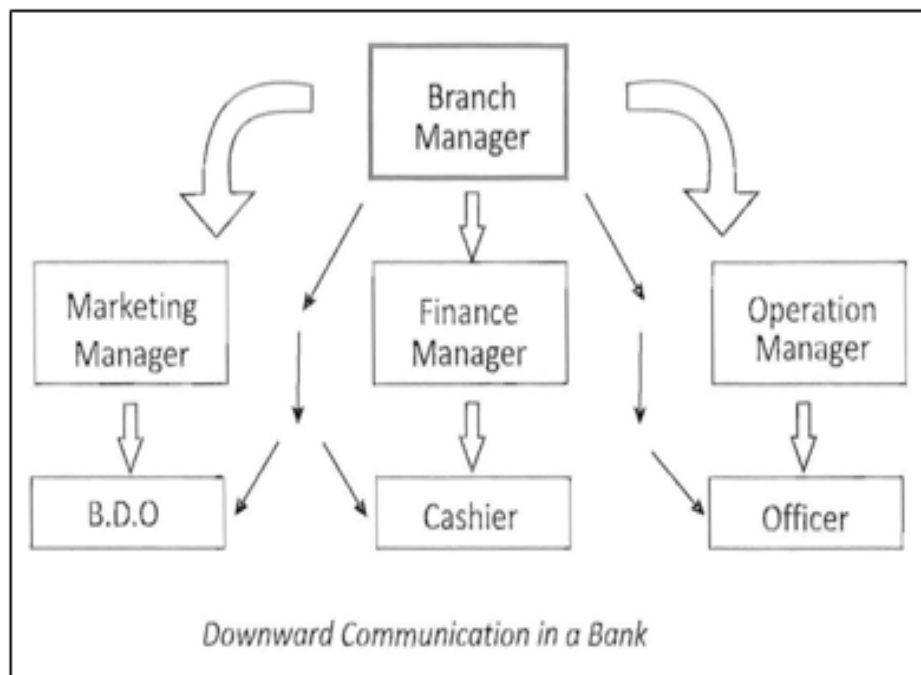 Branch
Manager
Marketing
Manager
Finance
Manager
Operation
Manager
B.D.O
Cashier
Officer
Downward Communication in a Bank